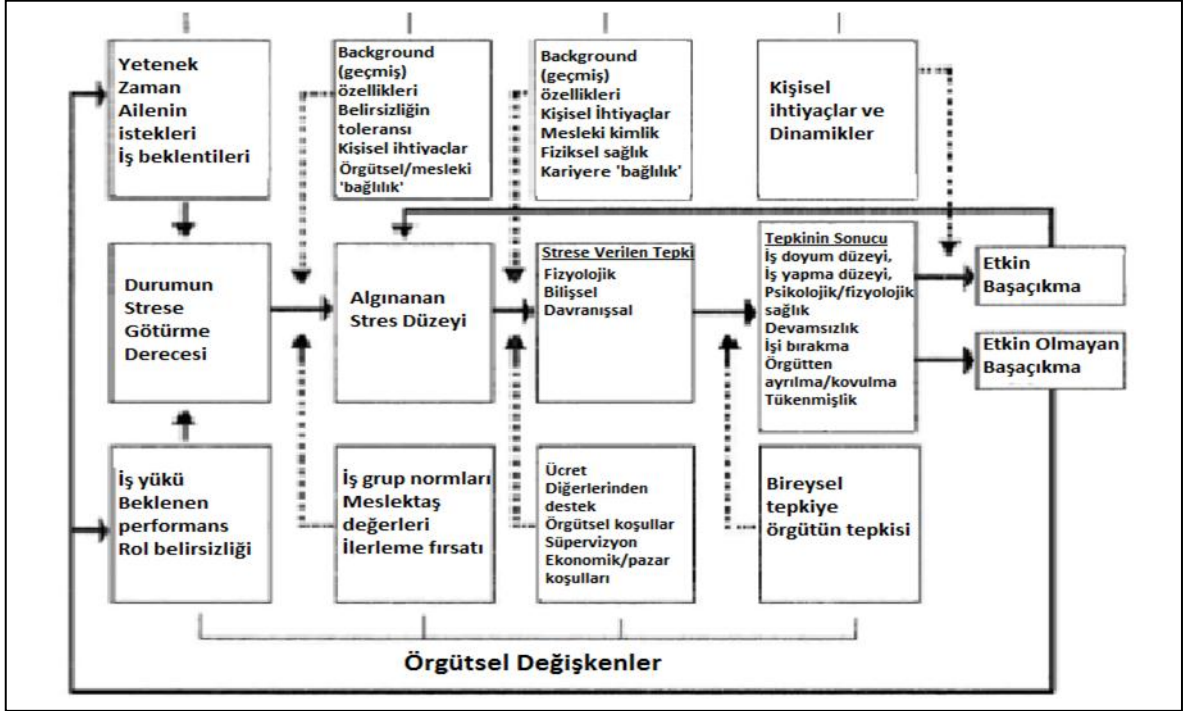 Yetenek
Zaman
Ailenin
istekleri
İş beklentileri
Background
(geçmiş)
özellikleri
Belirsizliğin
toleransı
Kişisel ihtiyaçlar
Örgütsel/mesleki
'bağlılık'
Background
(geçmiş)
özellikleri
Kişisel İhtiyaçlar
Mesleki kimlik
Fiziksel sağlık
Kariyere 'bağlılık'
Kişisel
ihtiyaçlar ve
Dinamikler
Durumun
Strese
Götürme
Derecesi
Algınanan
Stres Düzeyi
Strese Verilen Tepki
Fizyolojik
Bilişsel
Davranışsal
Tepkinin Sonucu
İş doyum düzeyi,
İş yapma düzeyi,
Psikolojik/fizyolojik
sağlık
Devamsızlık
İşi bırakma
Örgütten
ayrılma/kovulma
Tükenmişlik
Etkin
Başaçıkma
Etkin Olmayan
Başaçıkma
İş yükü
Beklenen
performans
Rol belirsizliği
İş grup normları
Meslektaş
değerleri
İlerleme fırsatı
Ücret
Diğerlerinden
destek
Örgütsel koşullar
Süpervizyon
Ekonomik/pazar
koşulları
Bireysel
tepkiye
örgütün tepkisi
Örgütsel Değişkenler